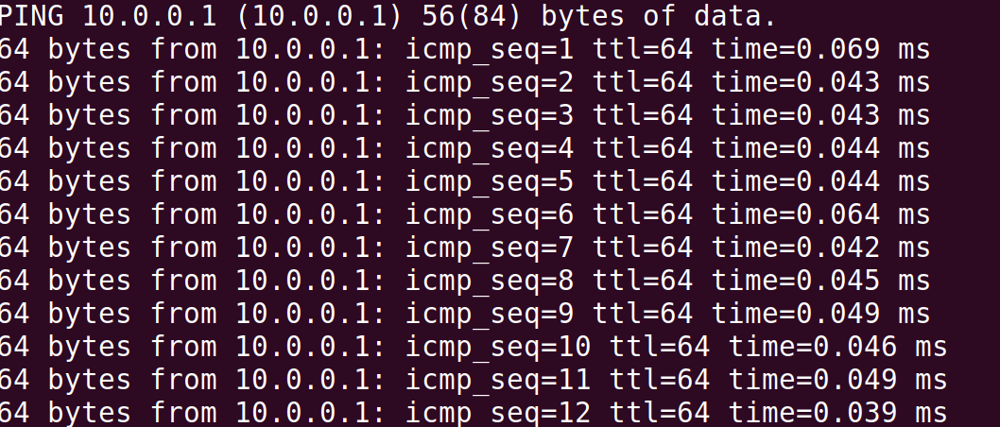 PING 10.0.0.1 (10.0.0.1) 56(84) bytes of data.
64 bytes from 10.0.0.1: icmp_seq=1 ttl=64 time=0.069 ms
64 bytes from 10.0.0.1: icmp_seq=2 ttl=64 time=0.043 ms
64 bytes from 10.0.0.1: icmp_seq=3 ttl=64 time=0.043 ms
64 bytes from 10.0.0.1: icmp_seq=4 ttl=64 time=0.044 ms
64 bytes from 10.0.0.1: icmp_seq=5 ttl=64 time=0.044 ms
64 bytes from 10.0.0.1: icmp_seq=6 ttl=64 time=0.064 ms
64 bytes from 10.0.0.1: icmp_seq=7 ttl=64 time=0.042 ms
64 bytes from 10.0.0.1: icmp_seq=8 ttl=64 time=0.045 ms
64 bytes from 10.0.0.1: icmp_seq=9 ttl=64 time=0.049 ms
64 bytes from 10.0.0.1: icmp_seq=10 ttl=64 time=0.046 ms
64 bytes from 10.0.0.1: icmp_seq=11 ttl=64 time=0.049 ms
64 bytes from 10.0.0.1: icmp_seq=12 ttl=64 time=0.039 ms